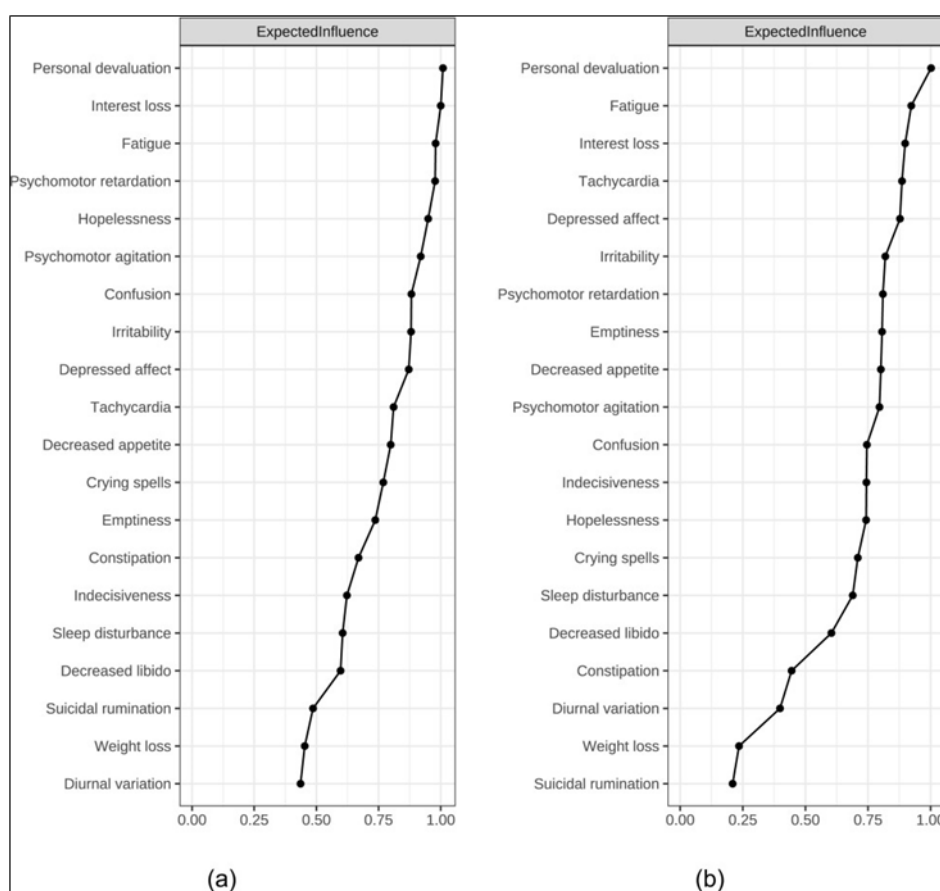 ExpectedInfluence
Personal devaluation
Interest loss
Fatigue
Psychomotor retardation
Hopelessness
Psychomotor agitation
Confusion
Irritability
Depressed affect
Tachycardia
Decreased appetite
Crying spells
Emptiness
Constipation
Indecisiveness
Sleep disturbance
Decreased libido
Suicidal rumination
Weight loss
Diurnal variation
0.00 0.25 0.50 0.75 1.00
(a)
ExpectedInfluence
Personal devaluation
Fatigue
Interest loss
Tachycardia
Depressed affect
Irritability
Psychomotor retardation
Emptiness
Decreased appetite
Psychomotor agitation
Confusion
Indecisiveness
Hopelessness
Crying spells
Sleep disturbance
Decreased libido
Constipation
Diurnal variation
Weight loss
Suicidal rumination
0.00 0.25 0.50 0.75 1.00
(b)